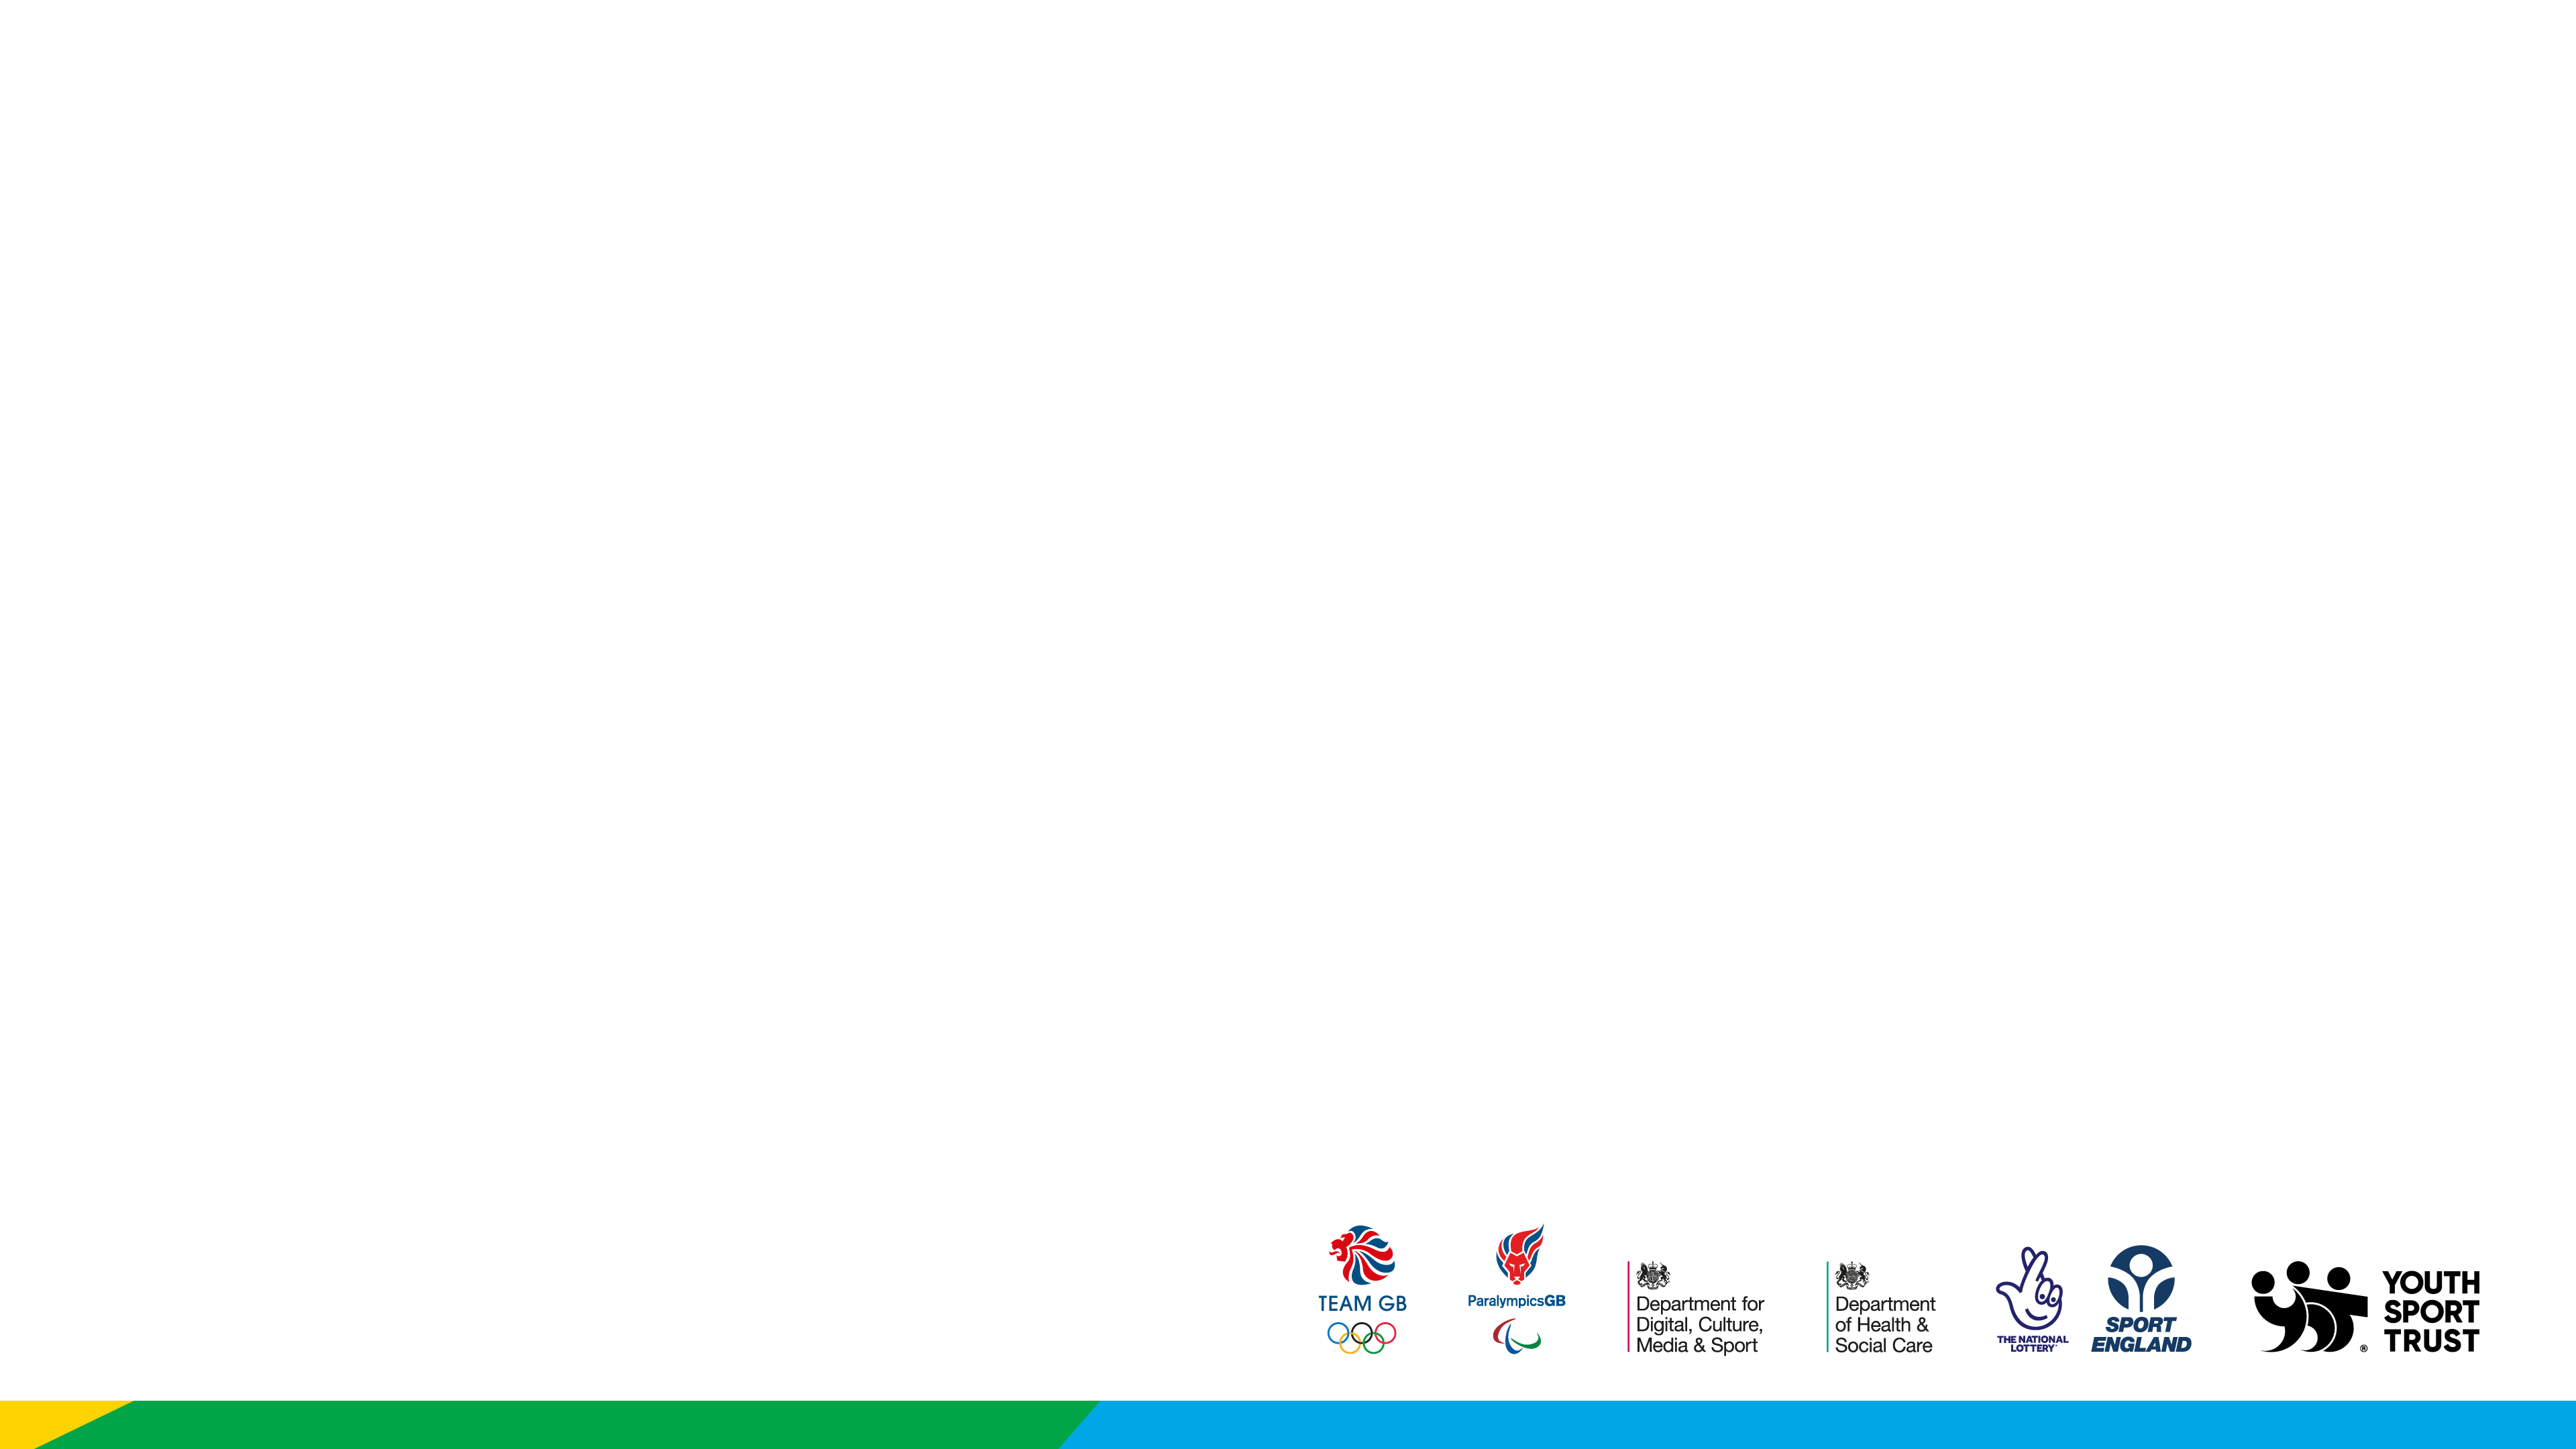 TEAM GB
ParalympicsGB
Department for
Digital, Culture,
Media & Sport
Department
of Health &
Social Care
THE NATIONAL
LOTTERY
SPORT
ENGLAND
YOUTH
SPORT
TRUST
®